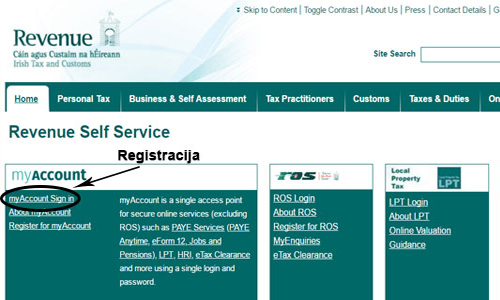 Skip to Content | Toggle Contrast | About Us | Press | Contact Details | G
Revenue
Cáin agus Custaim na hÉireann
Irish Tax and Customs
Site Search
Home Personal Tax Business & Self Assessment Tax Practitioners Customs Taxes & Duties On
Revenue Self Service
Registracija
myAccount
myAccount Sign in
About myAccount
Register for myAccount
myAccount is a single access point
for secure online services (excluding
ROS) such as PAYE Services (PAYE
Anytime, eForm 12, Jobs and
Pensions), LPT, HRI, eTax Clearance
and more using a single login and
password.
ros
ROS Login
About ROS
Register for ROS
MyEnquiries
eTax Clearance
Local
Property
Tax
LPT
LPT Login
About LPT
Online Valuation
Guidance